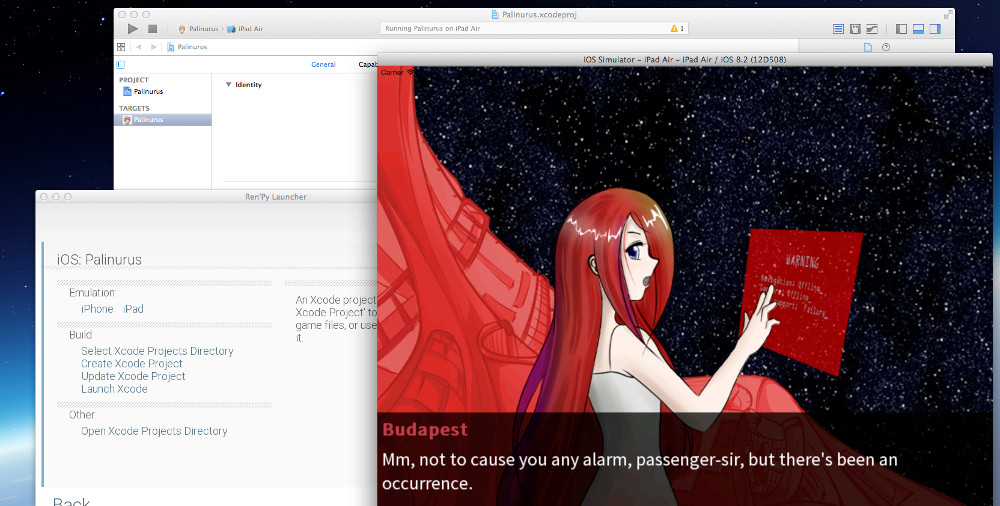 Palinurus.xcodeproj
Palinurus
iPad Air
Running Palinurus on iPad Air
1
Palinurus
General
Capab
PROJECT
Palinurus
TARGETS
Palinurus
Identity
iOS Simulator - iPad Air - iPad Air / iOS 8.2 (12D508)
Carrier
Ren'Py Launcher
iOS: Palinurus
Emulation:
iPhone iPad
Build:
Select Xcode Projects Directory
Create Xcode Project
Update Xcode Project
Launch Xcode
Other:
Open Xcode Projects Directory
Back
An Xcode project
Xcode Project' to
game files, or use
it.
WARNING
Offline
Offline
Failure
Budapest
Mm, not to cause you any alarm, passenger-sir, but there's been an
occurrence.